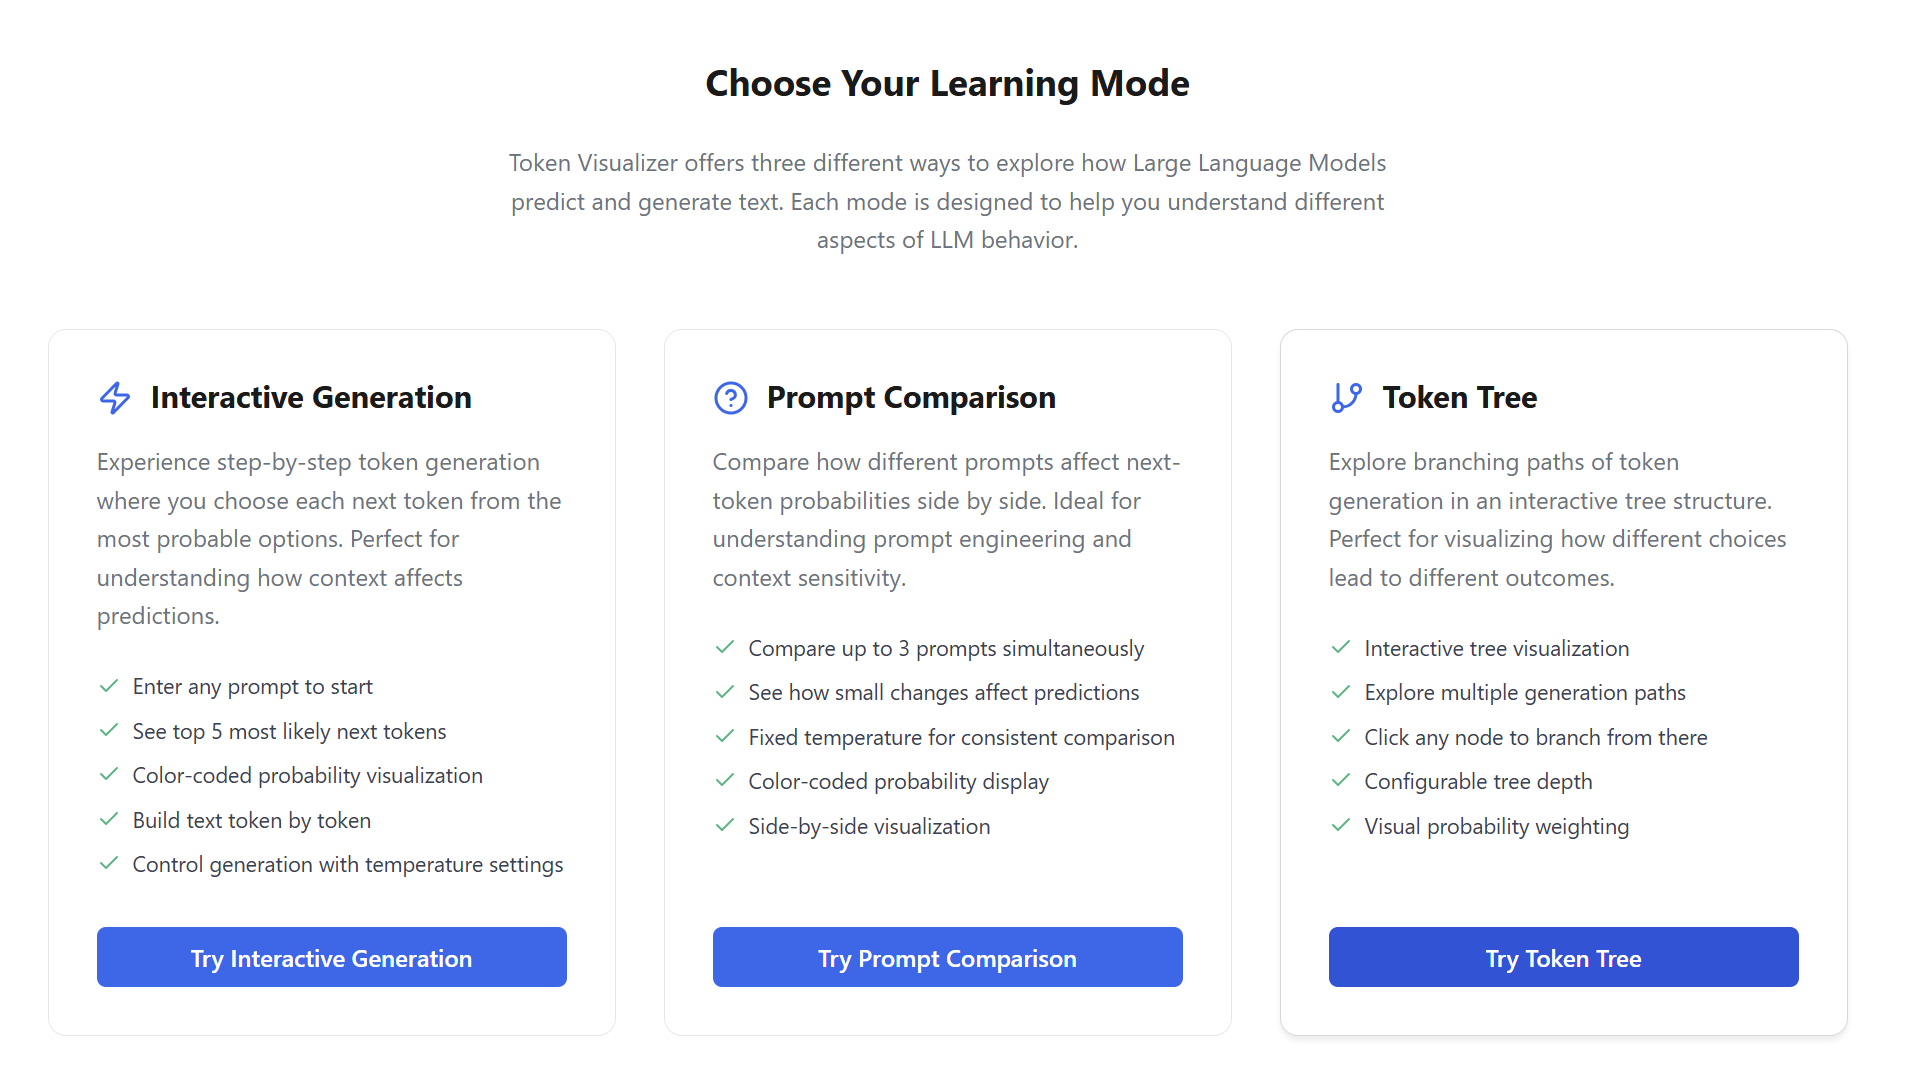 Choose Your Learning Mode
Token Visualizer offers three different ways to explore how Large Language Models
predict and generate text. Each mode is designed to help you understand different
aspects of LLM behavior.
Interactive Generation
Experience step-by-step token generation
where you choose each next token from the
most probable options. Perfect for
understanding how context affects
predictions.
Enter any prompt to start
See top 5 most likely next tokens
Color-coded probability visualization
Build text token by token
Control generation with temperature settings
Try Interactive Generation
Prompt Comparison
Compare how different prompts affect next-
token probabilities side by side. Ideal for
understanding prompt engineering and
context sensitivity.
Compare up to 3 prompts simultaneously
See how small changes affect predictions
Fixed temperature for consistent comparison
Color-coded probability display
Side-by-side visualization
Try Prompt Comparison
Token Tree
Explore branching paths of token
generation in an interactive tree structure.
Perfect for visualizing how different choices
lead to different outcomes.
Interactive tree visualization
Explore multiple generation paths
Click any node to branch from there
Configurable tree depth
Visual probability weighting
Try Token Tree